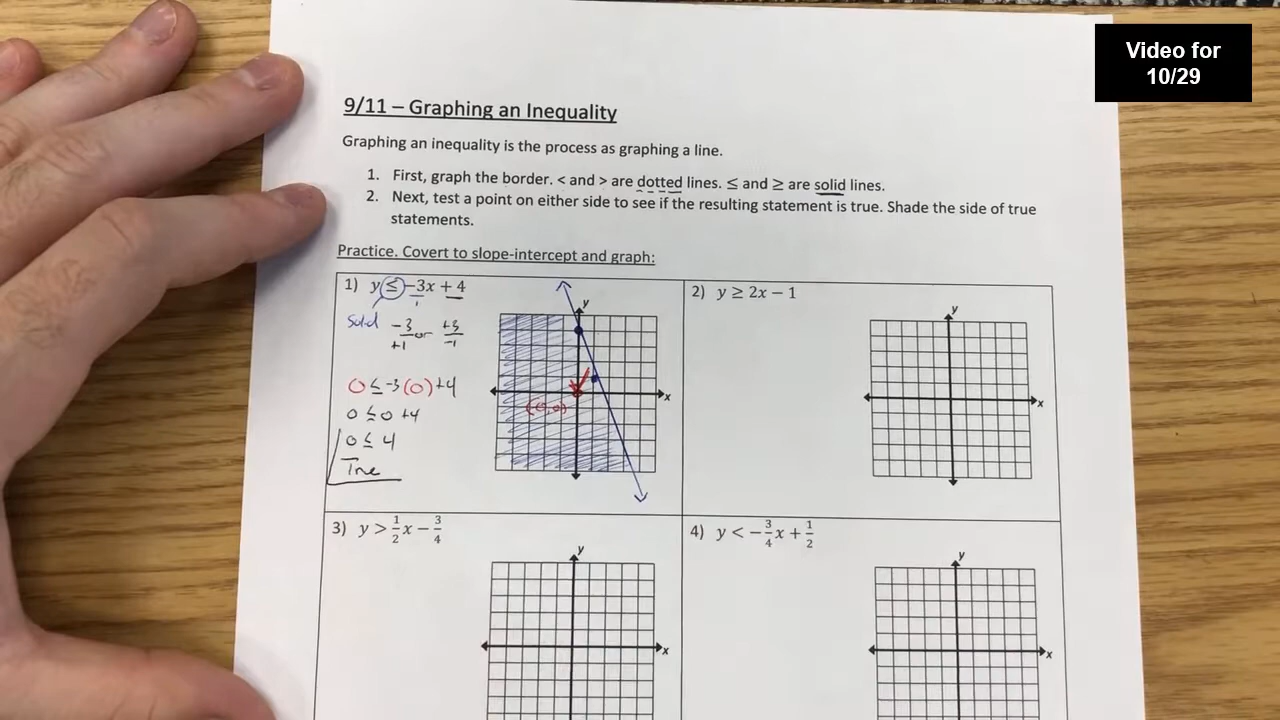 Video for
10/29
9/11 – Graphing an Inequality
Graphing an inequality is the process as graphing a line.
1. First, graph the border. < and > are dotted lines. ≤ and ≥ are solid lines.
2. Next, test a point on either side to see if the resulting statement is true. Shade the side of true
statements.
Practice. Covert to slope-intercept and graph:
1) y ≤ -3x + 4
1
Solid
-3/+1 or +3/-1
0 ≤ -3(0)+4
0 ≤ 0 +4
0 ≤ 4
True
y
x
(0,0)
2) y ≥ 2x − 1
y
x
3) y > 1/2 x − 3/4
y
x
4) y < − 3/4 x + 1/2
y
x